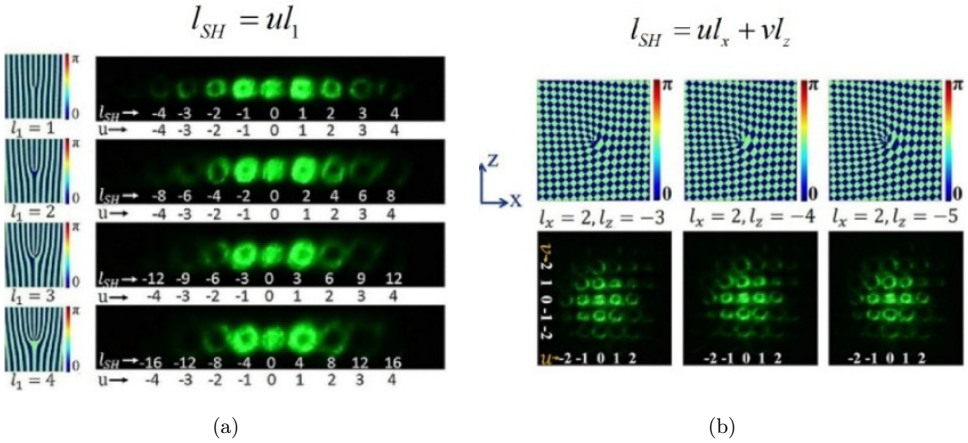 l_SH = ul_1
π
0
l_1 = 1
l_SH → -4 -3 -2 -1 0 1 2 3 4
u → -4 -3 -2 -1 0 1 2 3 4
π
0
l_1 = 2
l_SH → -8 -6 -4 -2 0 2 4 6 8
u → -4 -3 -2 -1 0 1 2 3 4
π
0
l_1 = 3
l_SH → -12 -9 -6 -3 0 3 6 9 12
u → -4 -3 -2 -1 0 1 2 3 4
π
0
l_1 = 4
l_SH → -16 -12 -8 -4 0 4 8 12 16
u → -4 -3 -2 -1 0 1 2 3 4
(a)
l_SH = ul_x + vl_z
π π π
z
x
0 0 0
l_x = 2, l_z = −3 l_x = 2, l_z = −4 l_x = 2, l_z = −5
v~ 2 1 0 -1 -2
u~ -2 -1 0 1 2 -2 -1 0 1 2 -2 -1 0 1 2
(b)